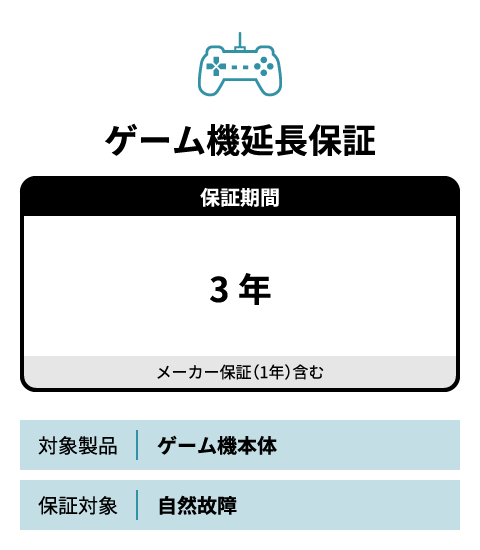 ゲーム機延長保証
保証期間
3 年
メーカー保証（1年）含む
対象製品 ゲーム機本体
保証対象 自然故障